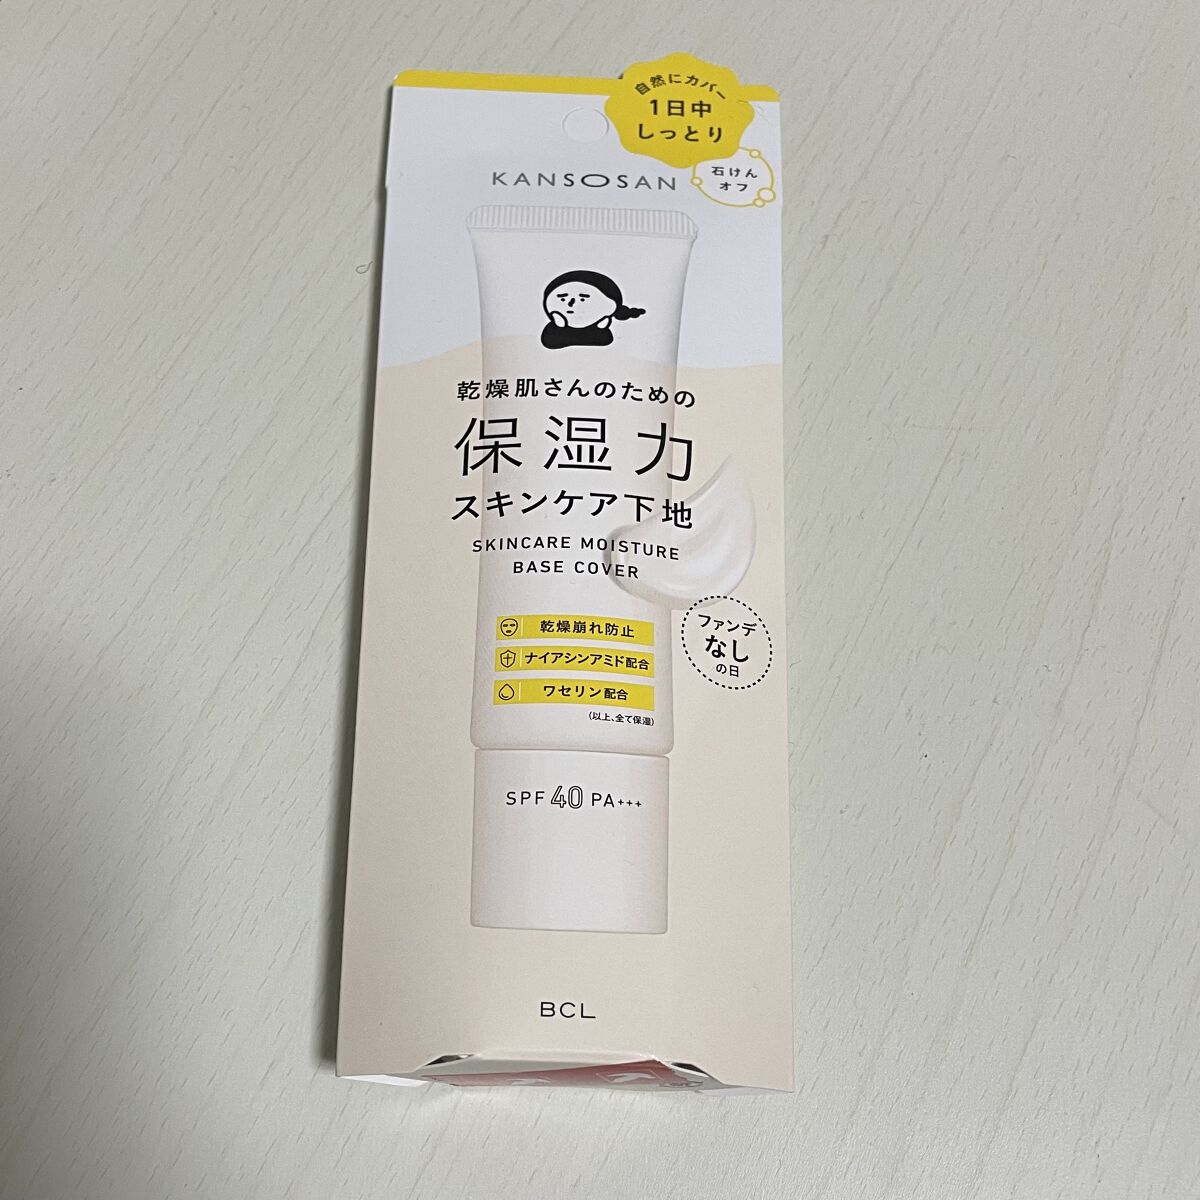 自然にカバー
1日中
しっとり
石けん
オフ
KANSOSAN
乾燥肌さんのための
保湿力
スキンケア下地
SKINCARE MOISTURE
BASE COVER
乾燥崩れ防止
ナイアシンアミド配合
ワセリン配合
(以上、全て保湿)
ファンデ
なし
の日
SPF 40 PA+++
BCL